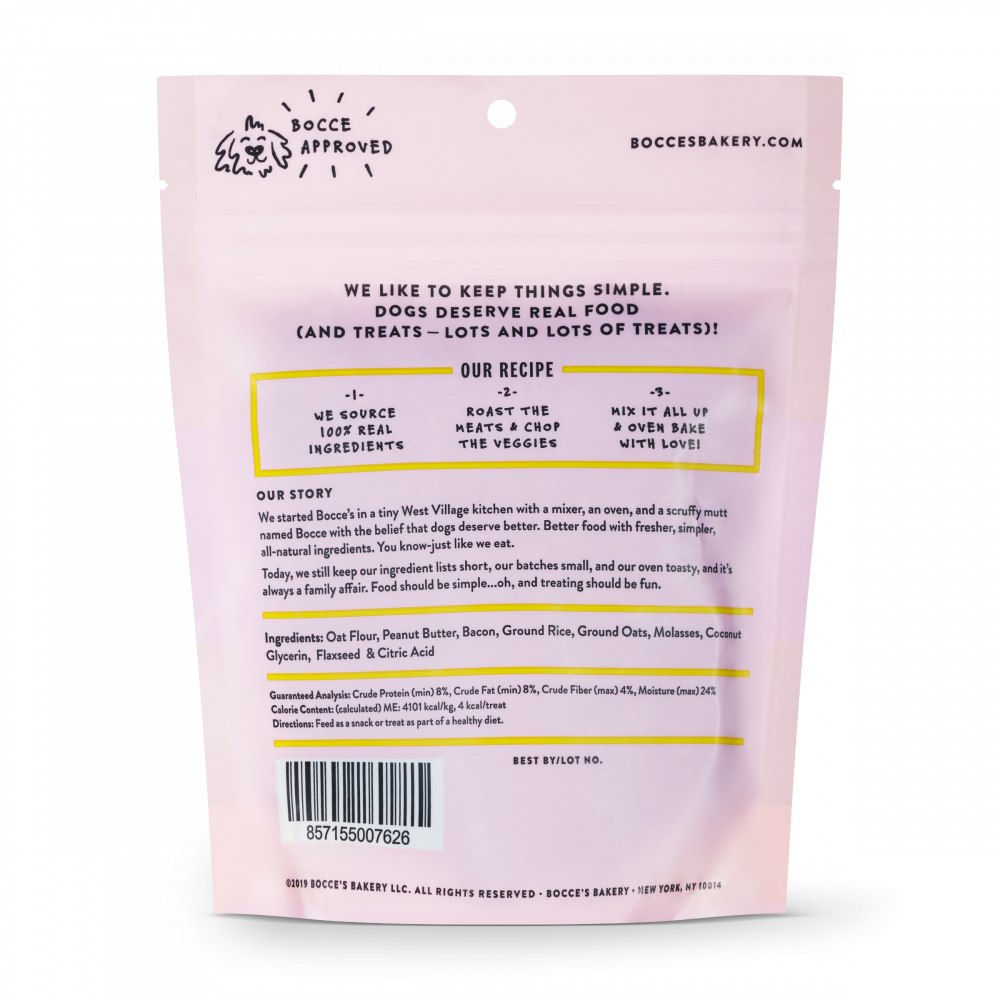 BOCCE
APPROVED
BOCCESBAKERY.COM
WE LIKE TO KEEP THINGS SIMPLE.
DOGS DESERVE REAL FOOD
(AND TREATS — LOTS AND LOTS OF TREATS)!
OUR RECIPE
-1-
WE SOURCE
100% REAL
INGREDIENTS
-2-
ROAST THE
MEATS & CHOP
THE VEGGIES
-3-
MIX IT ALL UP
& OVEN BAKE
WITH LOVE!
OUR STORY
We started Bocce's in a tiny West Village kitchen with a mixer, an oven, and a scruffy mutt
named Bocce with the belief that dogs deserve better. Better food with fresher, simpler,
all-natural ingredients. You know-just like we eat.
Today, we still keep our ingredient lists short, our batches small, and our oven toasty, and it's
always a family affair. Food should be simple...oh, and treating should be fun.
Ingredients: Oat Flour, Peanut Butter, Bacon, Ground Rice, Ground Oats, Molasses, Coconut
Glycerin, Flaxseed & Citric Acid
Guaranteed Analysis: Crude Protein (min) 8%, Crude Fat (min) 8%, Crude Fiber (max) 4%, Moisture (max) 24%
Calorie Content: (calculated) ME: 4101 kcal/kg, 4 kcal/treat
Directions: Feed as a snack or treat as part of a healthy diet.
BEST BY/LOT NO.
857155007626
©2019 BOCCE'S BAKERY LLC. ALL RIGHTS RESERVED • BOCCE'S BAKERY • NEW YORK, NY 10014